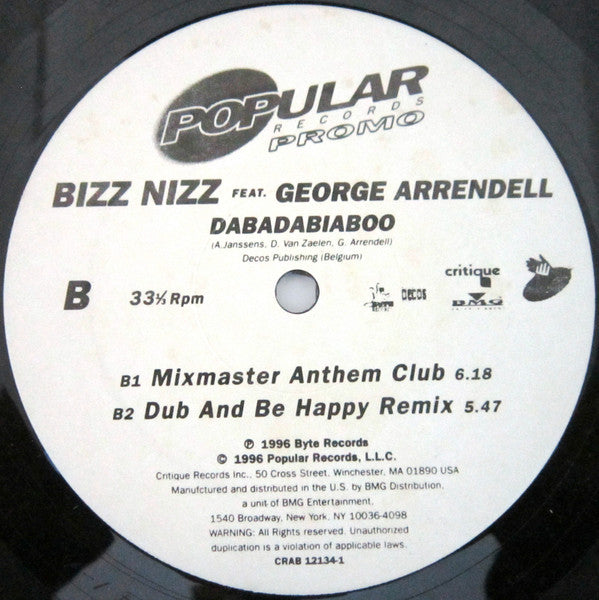 POPULAR
RECORDS
PROMO
BIZZ NIZZ FEAT. GEORGE ARRENDELL
DABADABIABOO
(A.Janssens, D. Van Zaelen, G. Arrendell)
Decos Publishing (Belgium)
B 33⅓ Rpm
DECOS
critique
BMG
B1 Mixmaster Anthem Club 6.18
B2 Dub And Be Happy Remix 5.47
℗ 1996 Byte Records
© 1996 Popular Records, L.L.C.
Critique Records Inc., 50 Cross Street, Winchester, MA 01890 USA
Manufctured and distributed in the U.S. by BMG Distribution,
a unit of BMG Entertainment,
1540 Broadway, New York, NY 10036-4098
WARNING: All Rights reserved. Unauthorized
duplication is a violation of applicable laws.
CRAB 12134-1